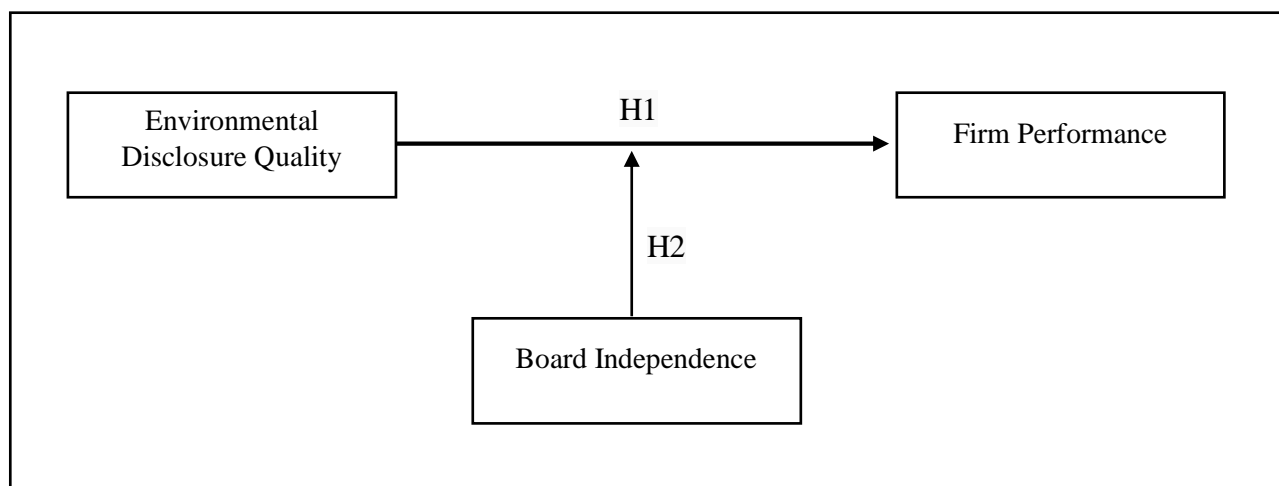 Environmental
Disclosure Quality
H1
Firm Performance
H2
Board Independence